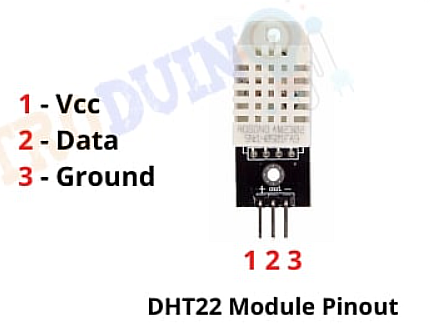 1 - Vcc
2 - Data
3 - Ground
+ out -
1 2 3
DHT22 Module Pinout